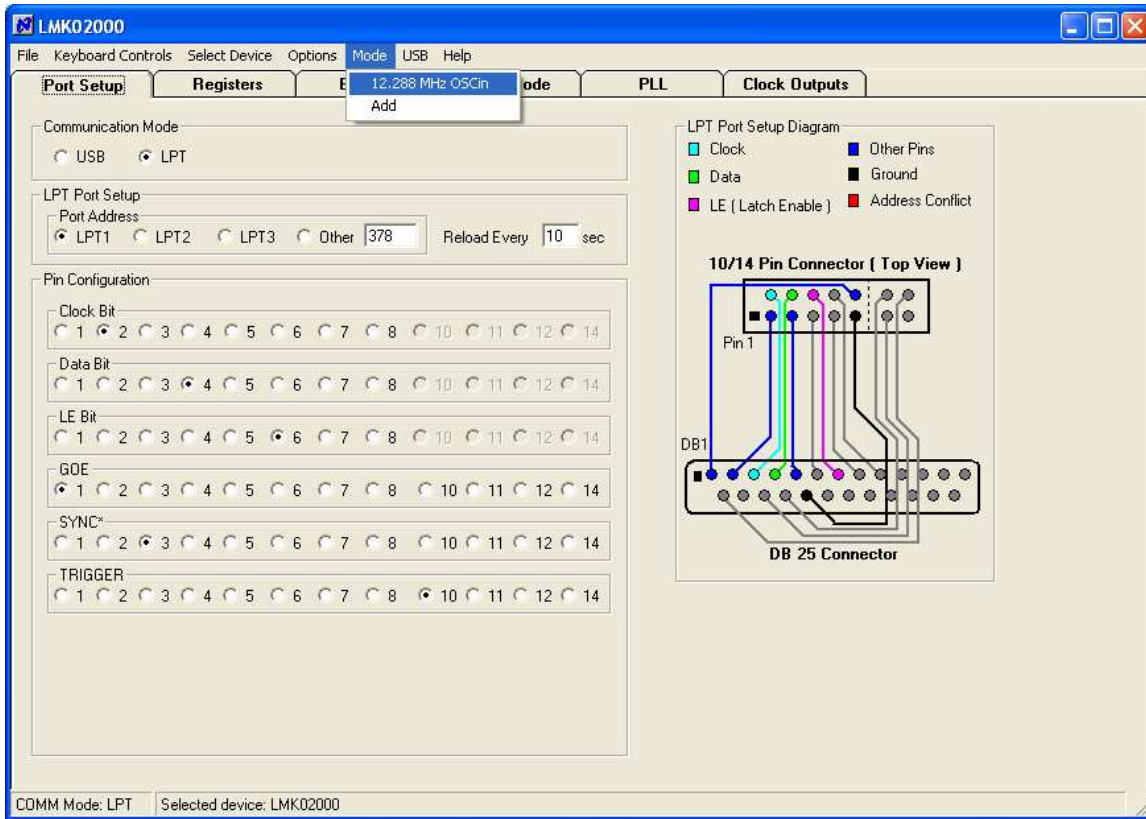 LMK02000
File Keyboard Controls Select Device Options Mode USB Help
Port Setup Registers ode PLL Clock Outputs
12.288 MHz OSCin
Add
Communication Mode
USB LPT
LPT Port Setup
Port Address
LPT1 LPT2 LPT3 Other 378 Reload Every 10 sec
Pin Configuration
Clock Bit
1 2 3 4 5 6 7 8 10 11 12 14
Data Bit
1 2 3 4 5 6 7 8 10 11 12 14
LE Bit
1 2 3 4 5 6 7 8 10 11 12 14
GOE
1 2 3 4 5 6 7 8 10 11 12 14
SYNC*
1 2 3 4 5 6 7 8 10 11 12 14
TRIGGER
1 2 3 4 5 6 7 8 10 11 12 14
LPT Port Setup Diagram
Clock Other Pins
Data Ground
LE ( Latch Enable ) Address Conflict
10/14 Pin Connector ( Top View )
Pin 1
DB1
DB 25 Connector
COMM Mode: LPT Selected device: LMK02000